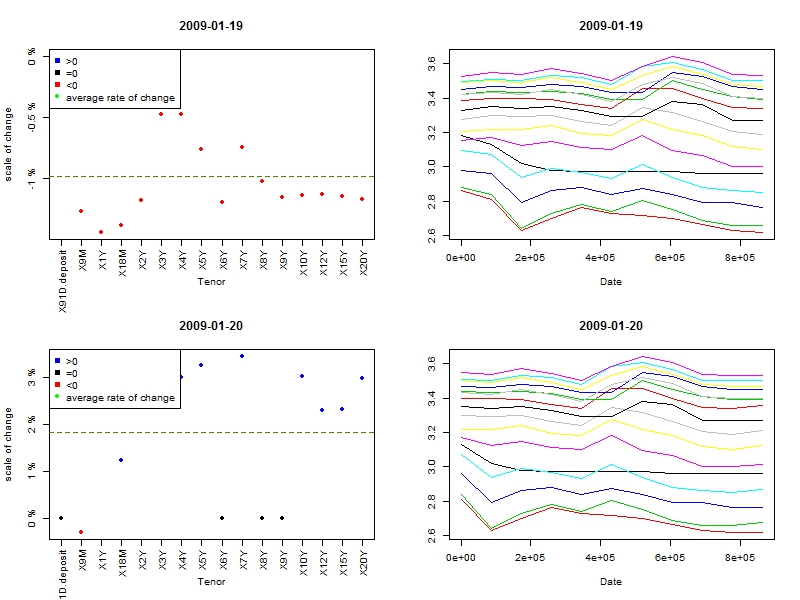 2009-01-19
>0
=0
<0
average rate of change
0 %
-0.5 %
-1 %
scale of change
X91D.deposit
X9M
X1Y
X18M
X2Y
X3Y
X4Y
X5Y
X6Y
X7Y
X8Y
X9Y
X10Y
X12Y
X15Y
X20Y
Tenor
2009-01-19
3.6
3.4
3.2
3.0
2.8
2.6
0e+00 2e+05 4e+05 6e+05 8e+05
Date
2009-01-20
>0
=0
<0
average rate of change
3 %
2 %
1 %
0 %
scale of change
1D.deposit
X9M
X1Y
X18M
X2Y
X3Y
X4Y
X5Y
X6Y
X7Y
X8Y
X9Y
X10Y
X12Y
X15Y
X20Y
Tenor
2009-01-20
3.6
3.4
3.2
3.0
2.8
2.6
0e+00 2e+05 4e+05 6e+05 8e+05
Date